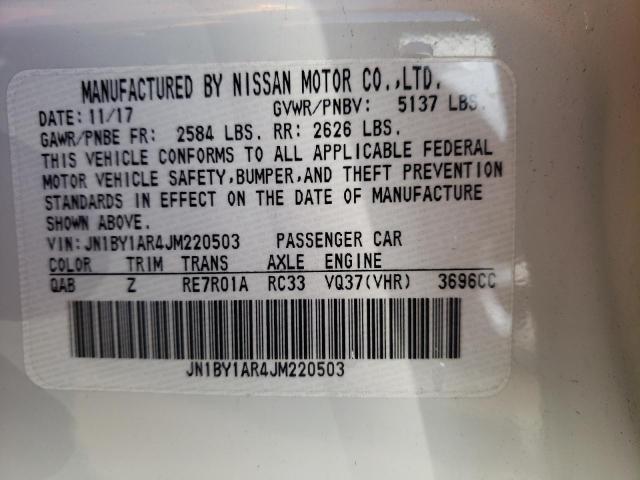 MANUFACTURED BY NISSAN MOTOR CO.,LTD.
DATE: 11/17 GVWR/PNBV: 5137 LBS.
GAWR/PNBE FR: 2584 LBS. RR: 2626 LBS.
THIS VEHICLE CONFORMS TO ALL APPLICABLE FEDERAL
MOTOR VEHICLE SAFETY,BUMPER,AND THEFT PREVENTION
STANDARDS IN EFFECT ON THE DATE OF MANUFACTURE
SHOWN ABOVE.
VIN:JN1BY1AR4JM220503 PASSENGER CAR
COLOR TRIM TRANS AXLE ENGINE
QAB Z RE7R01A RC33 VQ37(VHR) 3696CC
JN1BY1AR4JM220503